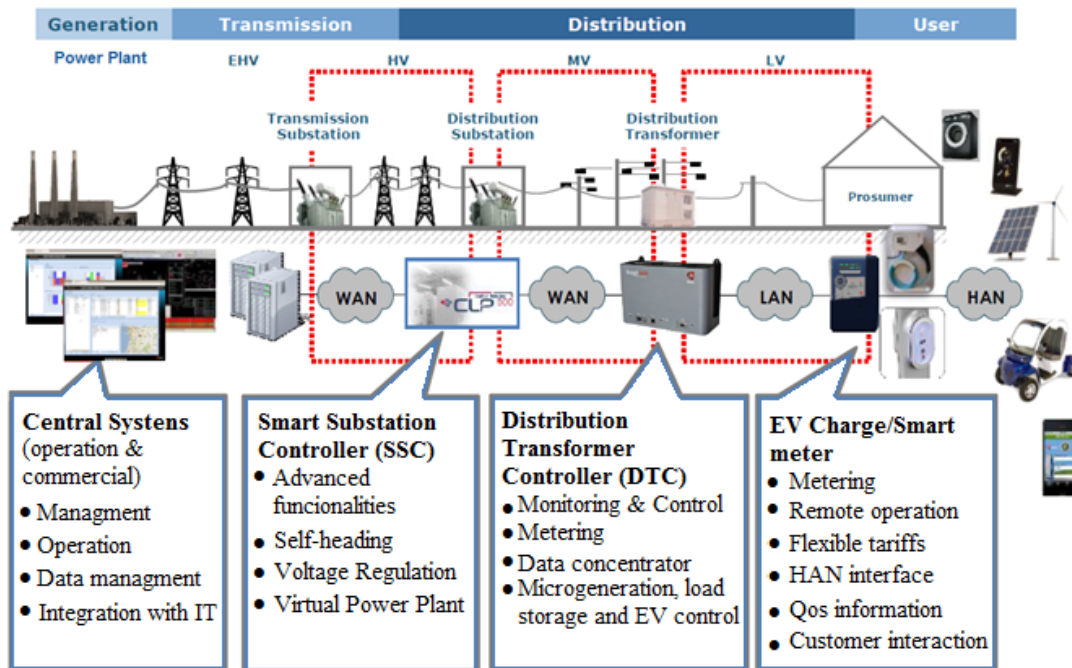 Generation
Transmission
Distribution
User
Power Plant
EHV
HV
MV
LV
Transmission
Substation
Distribution
Substation
Distribution
Transformer
Prosumer
WAN
CLP
WAN
LAN
HAN
Central Systens
(operation &
commercial)
• Managment
• Operation
• Data managment
• Integration with IT
Smart Substation
Controller (SSC)
• Advanced
funcionalities
• Self-heading
• Voltage Regulation
• Virtual Power Plant
Distribution
Transformer
Controller (DTC)
• Monitoring & Control
• Metering
• Data concentrator
• Microgeneration, load
storage and EV control
EV Charge/Smart
meter
• Metering
• Remote operation
• Flexible tariffs
• HAN interface
• Qos information
• Customer interaction